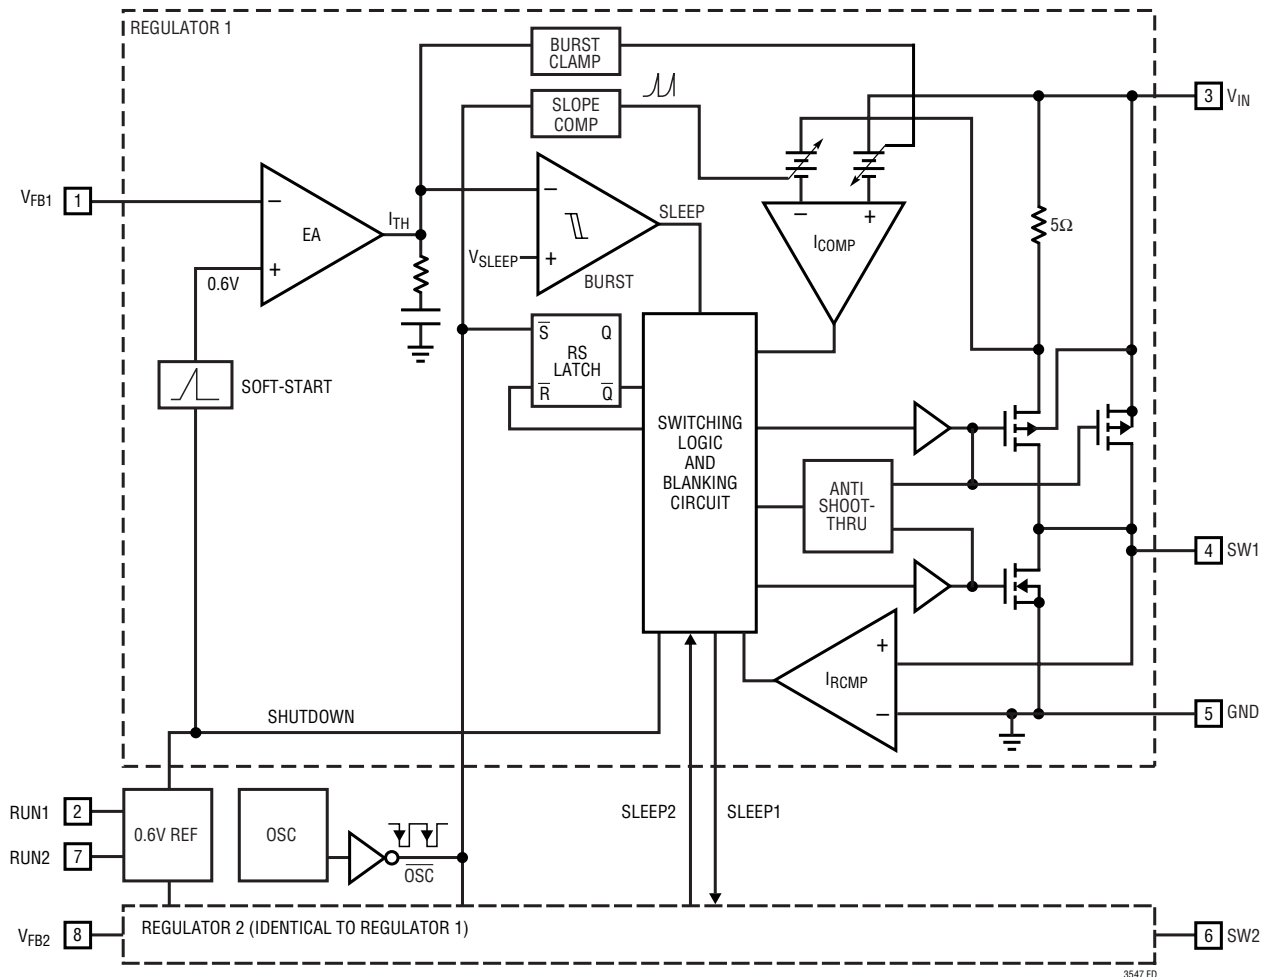 REGULATOR 1
BURST
CLAMP
SLOPE
COMP
3 VIN
VFB1 1
−
EA
+
0.6V
ITH
−
VSLEEP
+
BURST
SLEEP
− +
ICOMP
5Ω
SOFT-START
S̅ Q
RS
LATCH
R̅ Q̅
SWITCHING
LOGIC
AND
BLANKING
CIRCUIT
ANTI
SHOOT-
THRU
4 SW1
+
IRCMP
−
5 GND
SHUTDOWN
RUN1 2
RUN2 7
0.6V REF
OSC
O̅S̅C̅
SLEEP2
SLEEP1
REGULATOR 2 (IDENTICAL TO REGULATOR 1)
VFB2 8
6 SW2
3547 FD